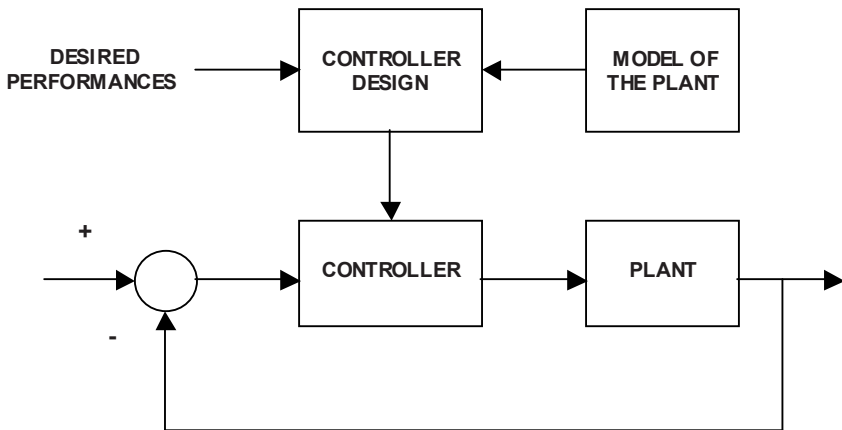 DESIRED
PERFORMANCES
CONTROLLER
DESIGN
MODEL OF
THE PLANT
+
-
CONTROLLER
PLANT